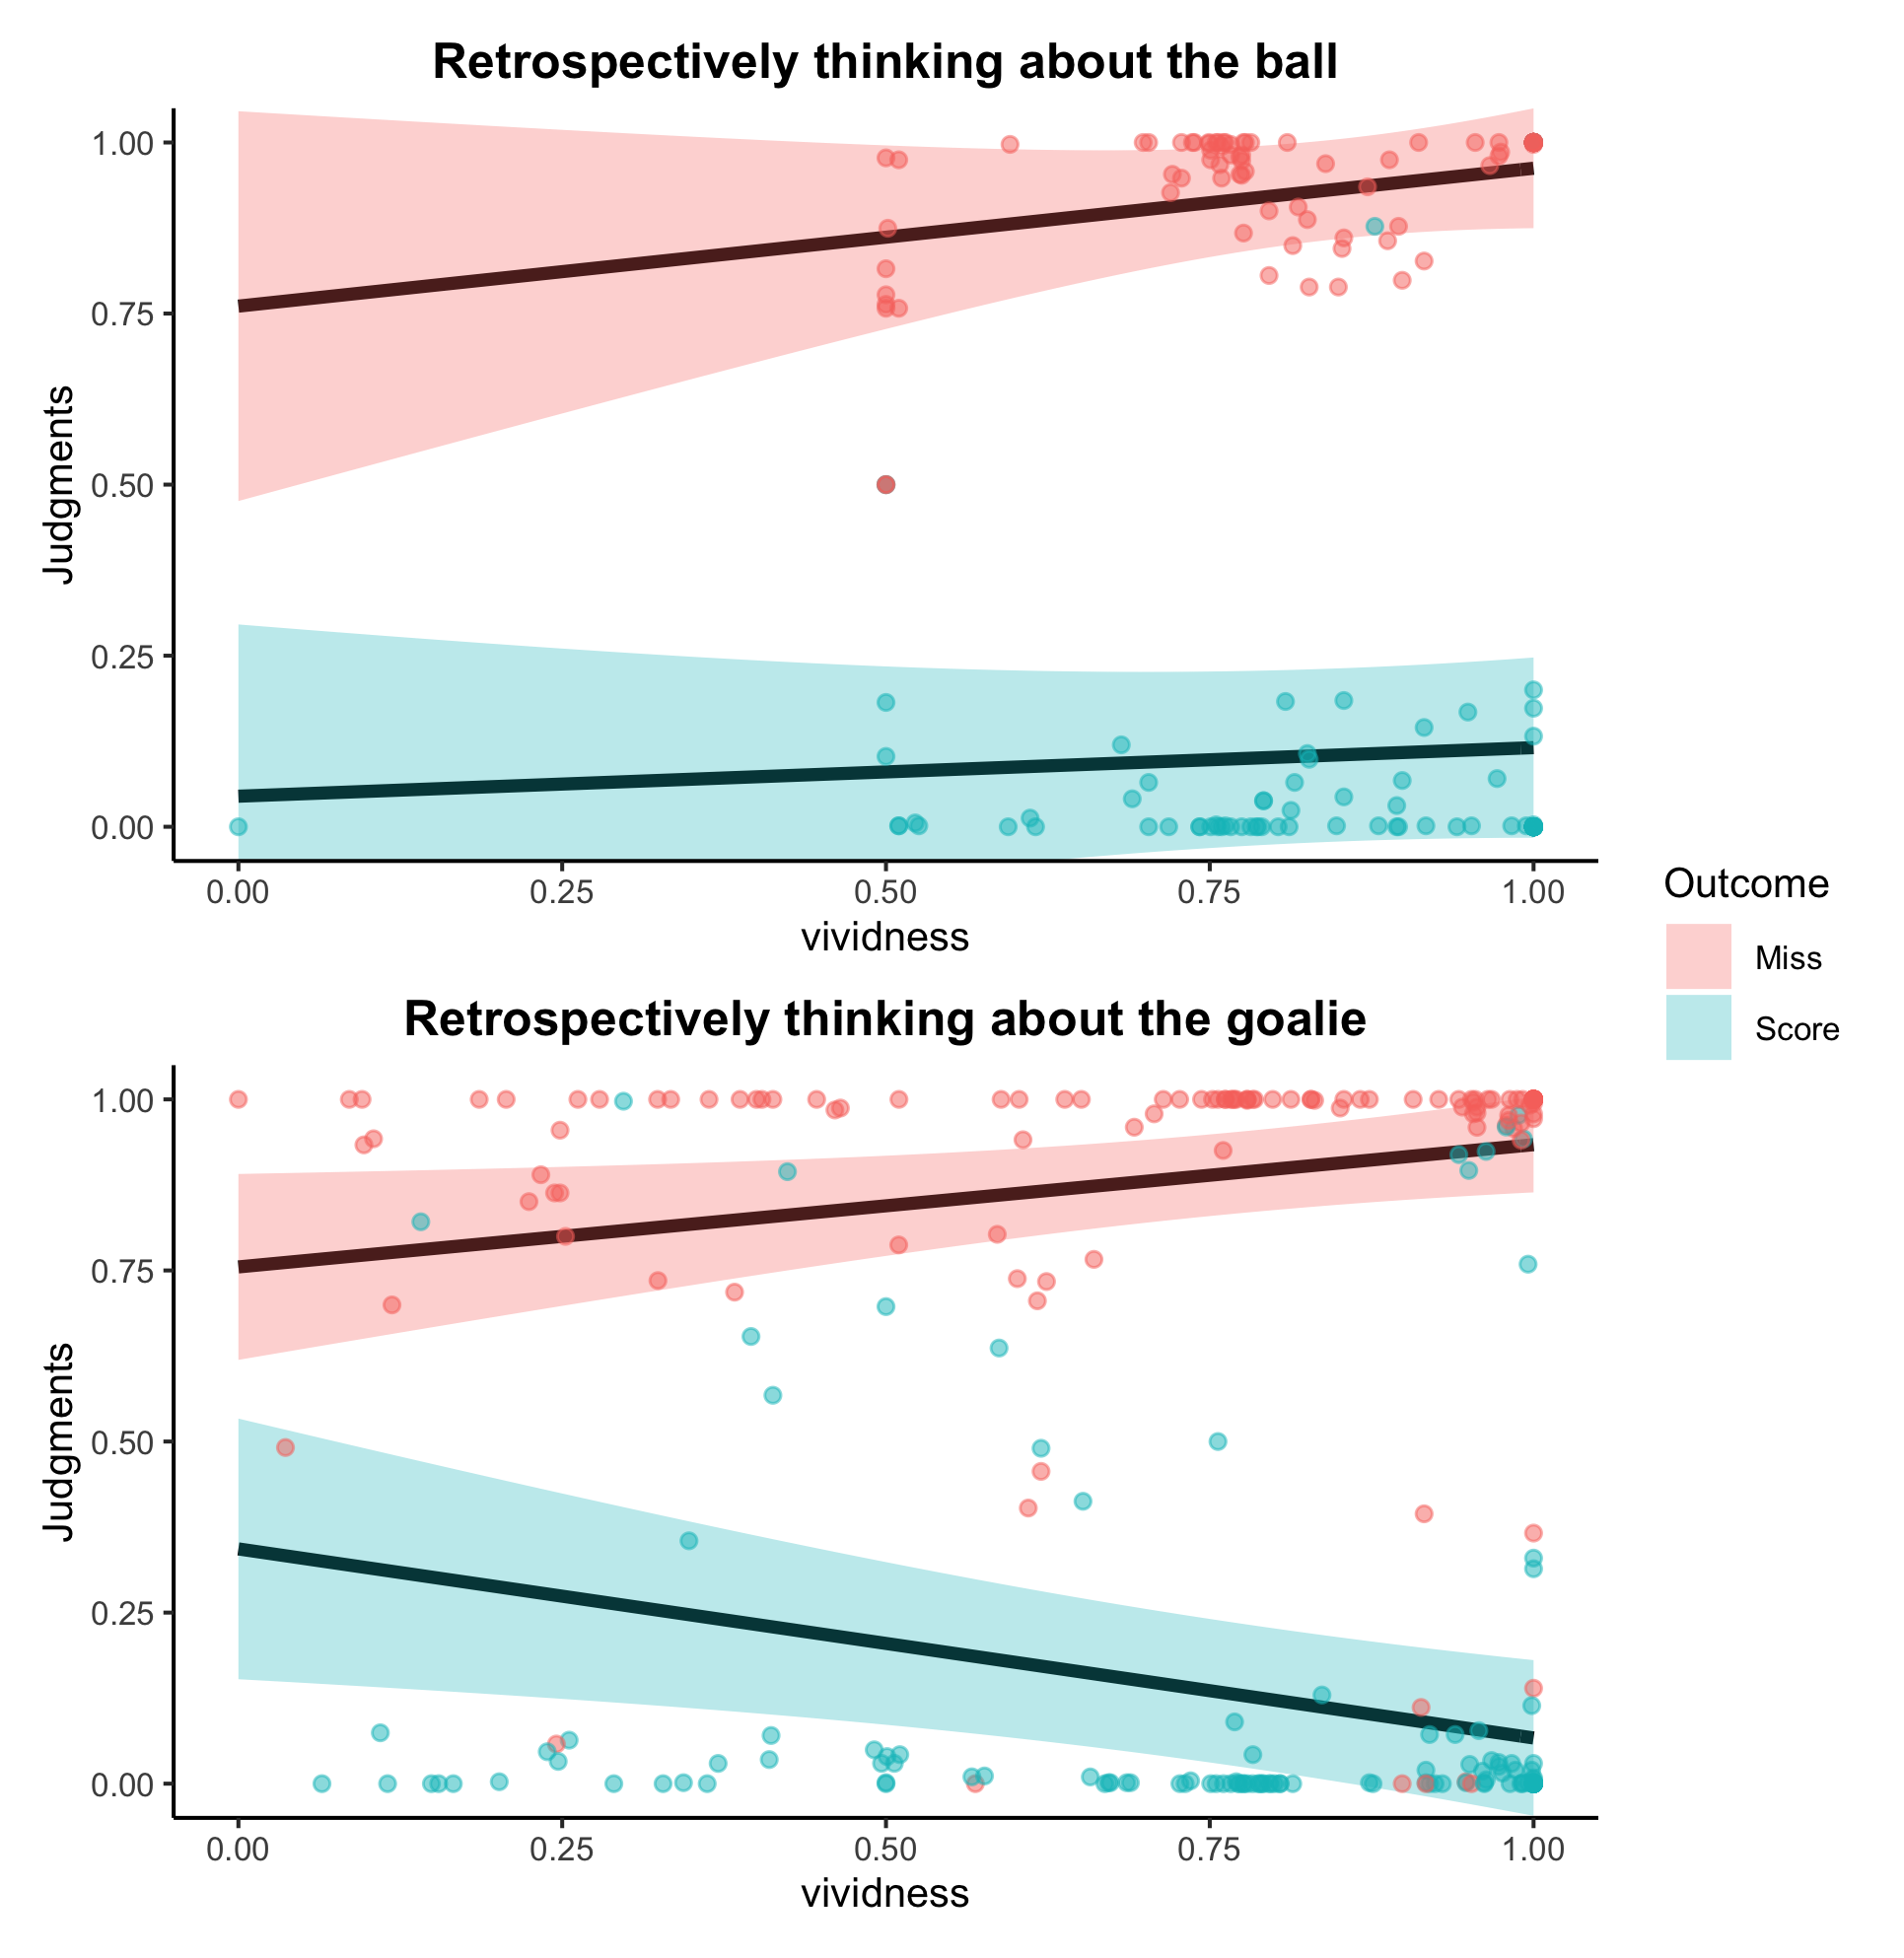 Retrospectively thinking about the ball
1.00
0.75
0.50
0.25
0.00
Judgments
0.00 0.25 0.50 0.75 1.00
vividness
Outcome
Miss
Score
Retrospectively thinking about the goalie
1.00
0.75
0.50
0.25
0.00
Judgments
0.00 0.25 0.50 0.75 1.00
vividness